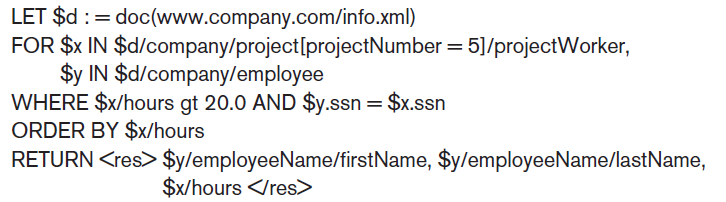 LET $d := doc(www.company.com/info.xml)
FOR $x IN $d/company/project[projectNumber = 5]/projectWorker,
$y IN $d/company/employee
WHERE $x/hours gt 20.0 AND $y.ssn = $x.ssn
ORDER BY $x/hours
RETURN <res> $y/employeeName/firstName, $y/employeeName/lastName,
$x/hours </res>